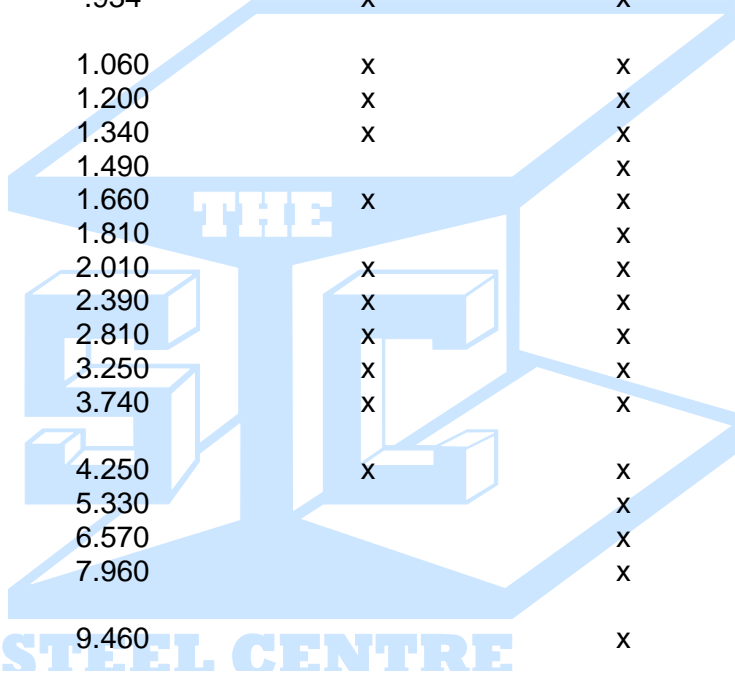 1.060 x x
1.200 x x
1.340 x x
1.490 x
1.660 x x
1.810 x
2.010 x x
2.390 x x
2.810 x x
3.250 x x
3.740 x x
4.250 x x
5.330 x
6.570 x
7.960 x
9.460 x
THE
SIC
STEEL CENTRE